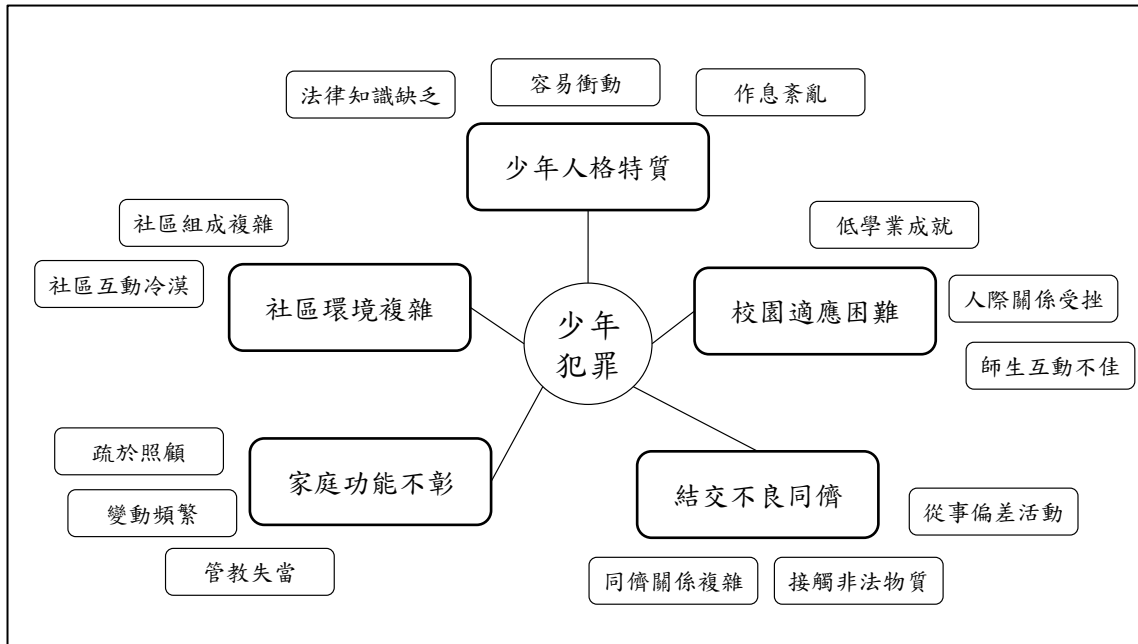 容易衝動
法律知識缺乏
作息紊亂
少年人格特質
社區組成複雜
低學業成就
社區互動冷漠
社區環境複雜
校園適應困難
人際關係受挫
少年
犯罪
師生互動不佳
疏於照顧
家庭功能不彰
結交不良同儕
變動頻繁
從事偏差活動
管教失當
同儕關係複雜
接觸非法物質